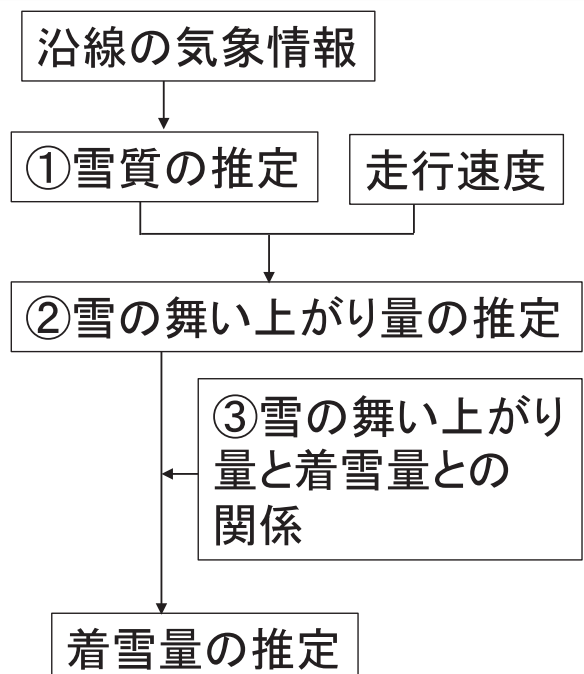 沿線の気象情報
①雪質の推定
走行速度
②雪の舞い上がり量の推定
③雪の舞い上がり
量と着雪量との
関係
着雪量の推定